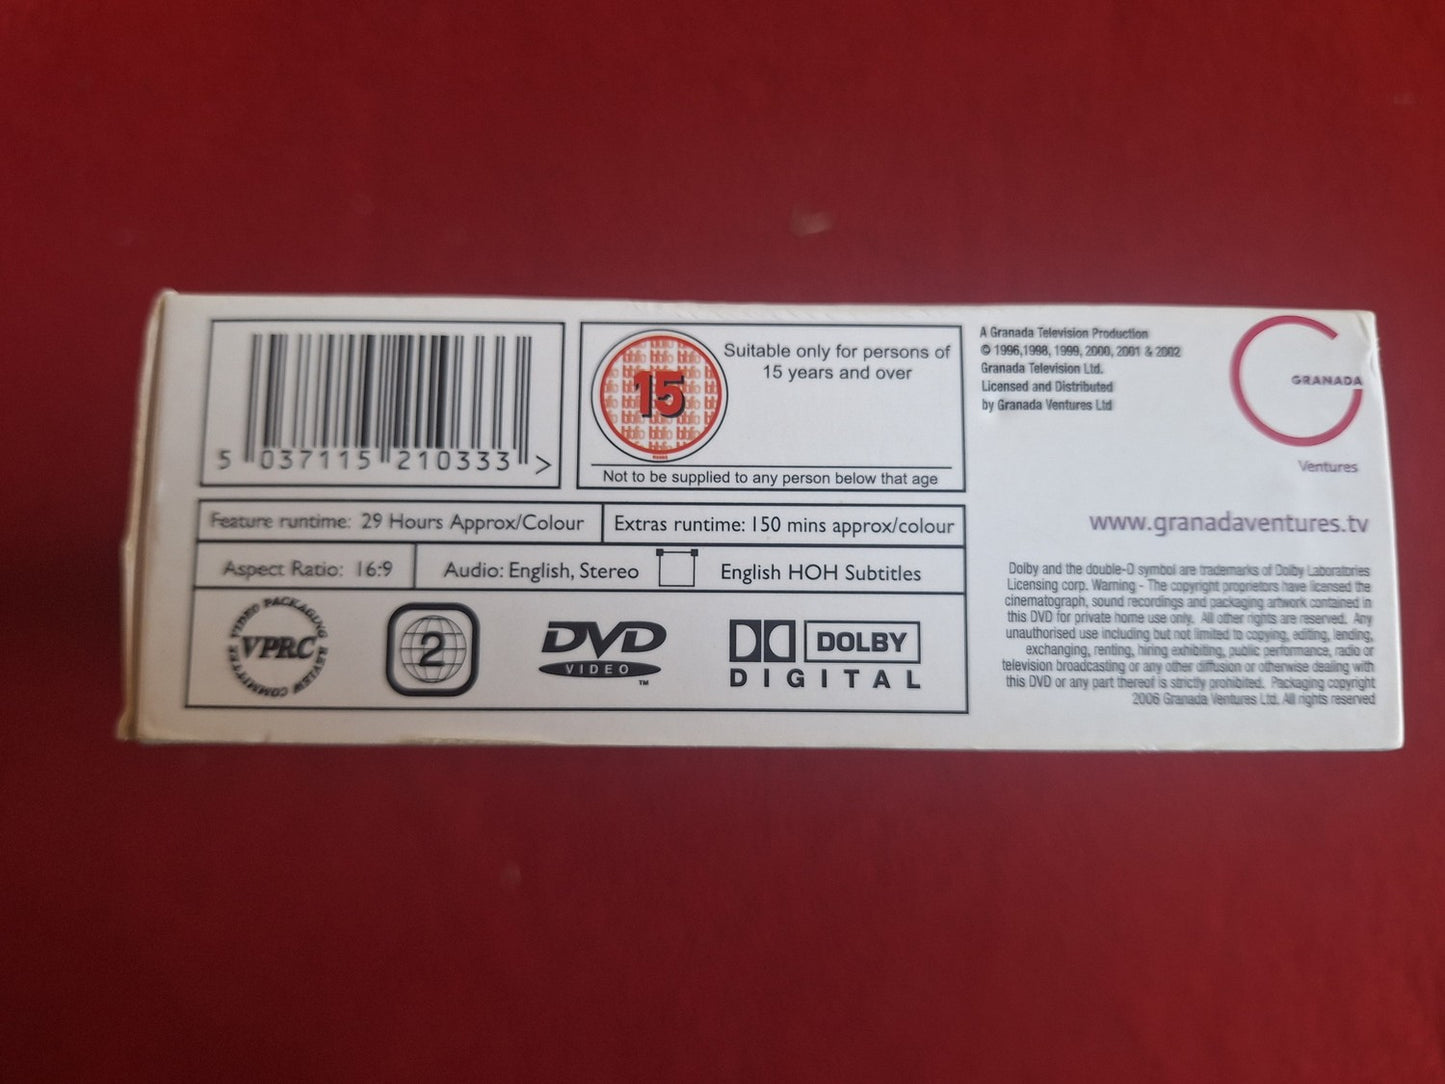 5 037115 210333 >
15
Suitable only for persons of
15 years and over
Not to be supplied to any person below that age
Feature runtime: 29 Hours Approx/Colour
Extras runtime: 150 mins approx/colour
Aspect Ratio: 16:9
Audio: English, Stereo
English HOH Subtitles
VIDEO PACKAGING REVIEW COMMITTEE
VPRC
2
DVD
VIDEO
TM
DOLBY
DIGITAL
A Granada Television Production
© 1996,1998, 1999, 2000, 2001 & 2002
Granada Television Ltd.
Licensed and Distributed
by Granada Ventures Ltd
GRANADA
Ventures
www.granadaventures.tv
Dolby and the double-D symbol are trademarks of Dolby Laboratories
Licensing corp. Warning - The copyright proprietors have licensed the
cinematograph, sound recordings and packaging artwork contained in
this DVD for private home use only. All other rights are reserved. Any
unauthorised use including but not limited to copying, editing, lending,
exchanging, renting, hiring exhibiting, public performance, radio or
television broadcasting or any other diffusion or otherwise dealing with
this DVD or any part thereof is strictly prohibited. Packaging copyright
2006 Granada Ventures Ltd. All rights reserved